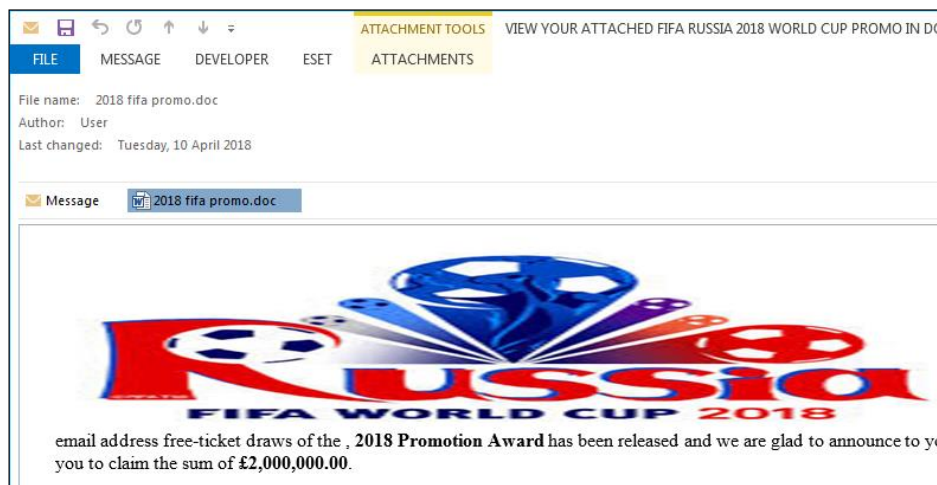 ATTACHMENT TOOLS VIEW YOUR ATTACHED FIFA RUSSIA 2018 WORLD CUP PROMO IN DO
FILE MESSAGE DEVELOPER ESET ATTACHMENTS
File name: 2018 fifa promo.doc
Author: User
Last changed: Tuesday, 10 April 2018
Message 2018 fifa promo.doc
Russia
FIFA WORLD CUP 2018
email address free-ticket draws of the , 2018 Promotion Award has been released and we are glad to announce to yo
you to claim the sum of £2,000,000.00.